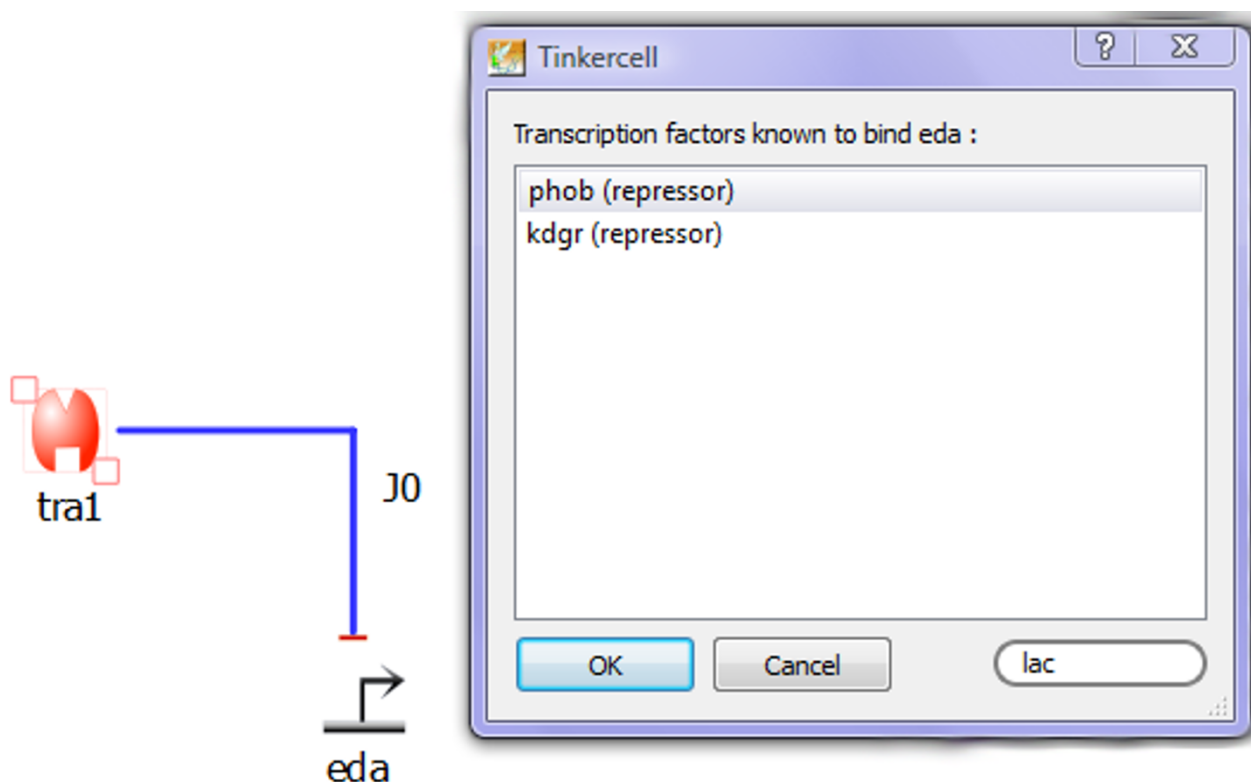 Tinkercell
?
X
Transcription factors known to bind eda :
phob (repressor)
kdgr (repressor)
tra1
J0
OK
Cancel
lac
eda